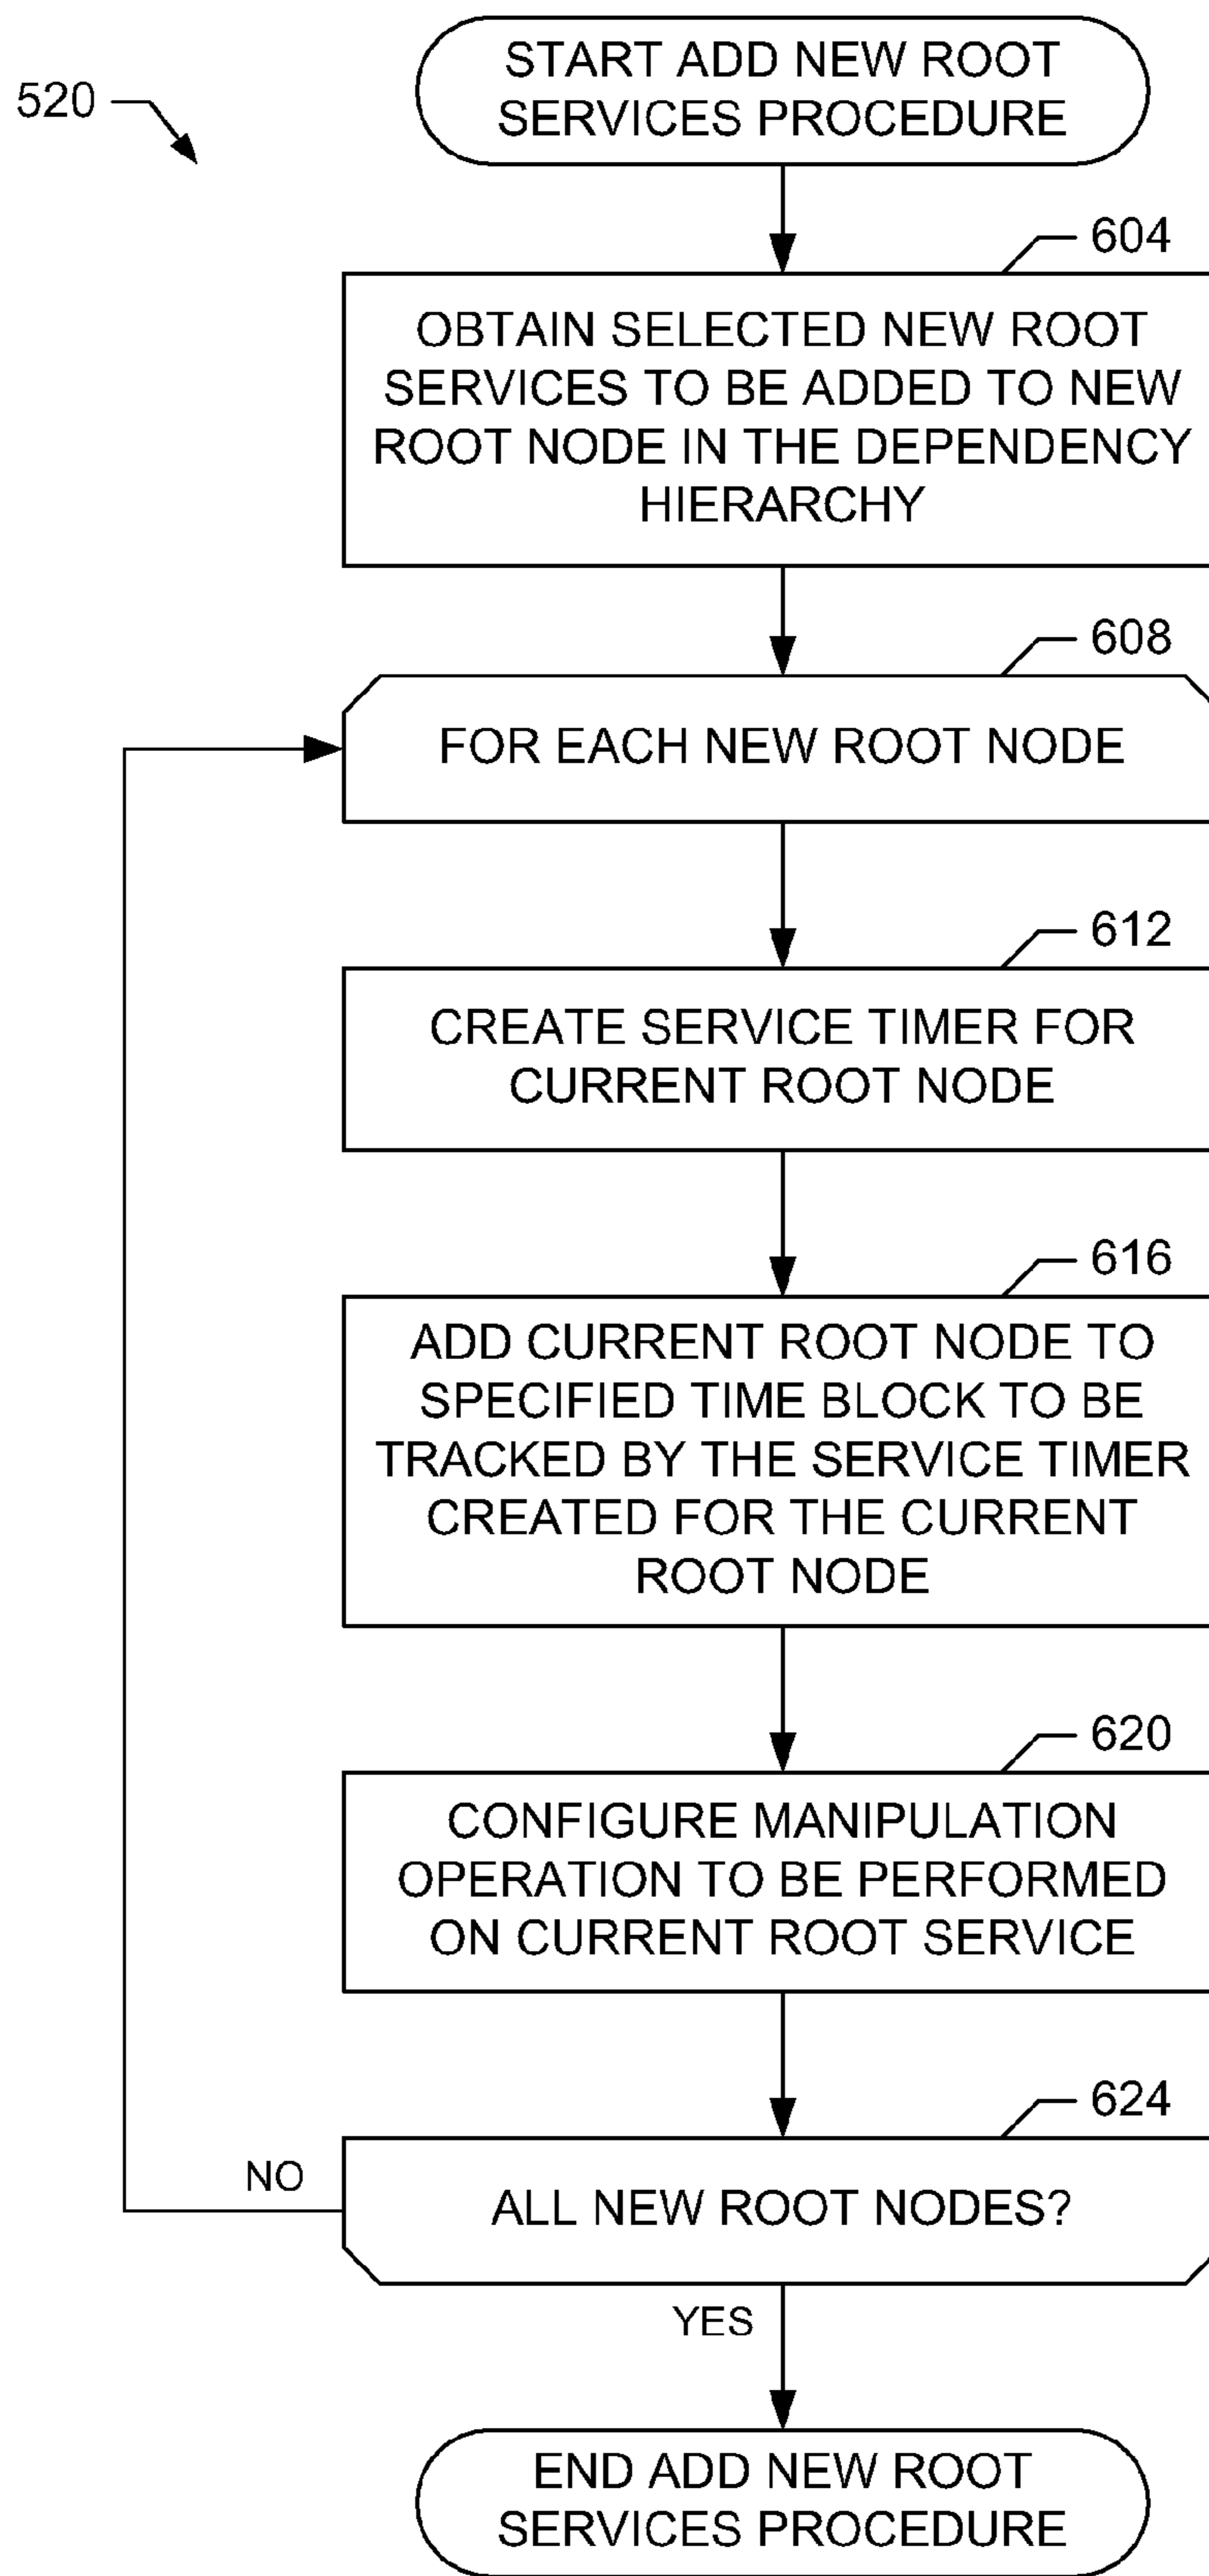 520
START ADD NEW ROOT
SERVICES PROCEDURE
604
OBTAIN SELECTED NEW ROOT
SERVICES TO BE ADDED TO NEW
ROOT NODE IN THE DEPENDENCY
HIERARCHY
608
FOR EACH NEW ROOT NODE
612
CREATE SERVICE TIMER FOR
CURRENT ROOT NODE
616
ADD CURRENT ROOT NODE TO
SPECIFIED TIME BLOCK TO BE
TRACKED BY THE SERVICE TIMER
CREATED FOR THE CURRENT
ROOT NODE
620
CONFIGURE MANIPULATION
OPERATION TO BE PERFORMED
ON CURRENT ROOT SERVICE
624
NO
ALL NEW ROOT NODES?
YES
END ADD NEW ROOT
SERVICES PROCEDURE